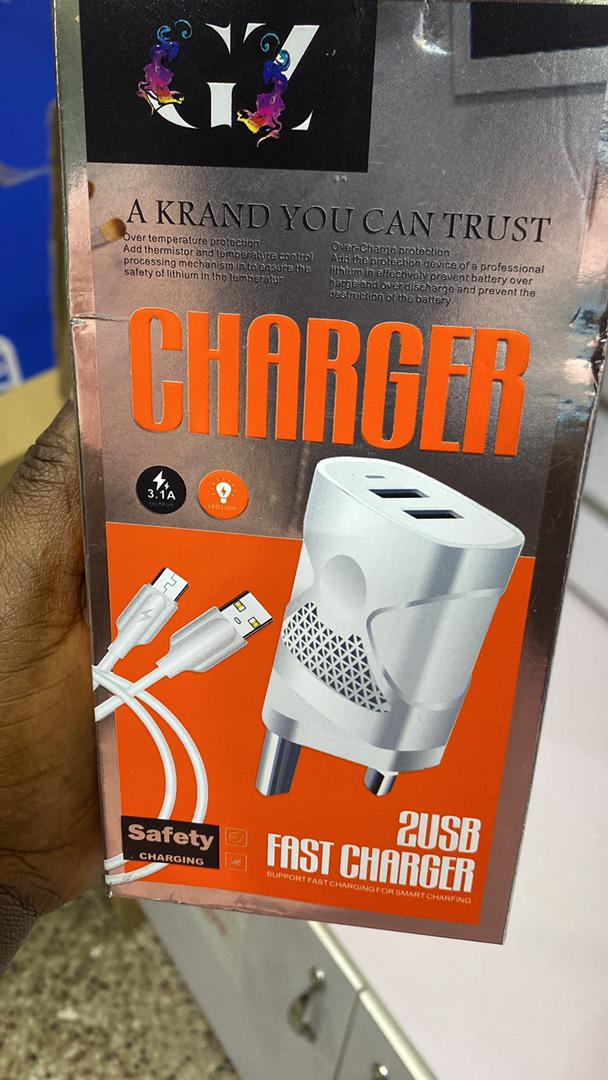 GZ
A KRAND YOU CAN TRUST
Over temperature protection
Add thermistor and temperature control
processing mechanism in to ensure the
safety of lithium in the temperatur
Over-Charge protection
Add the protection device of a professional
lithium in effectively prevent battery over
harge and over discharge and prevent the
destruction of the battery
CHARGER
3.1A
OUTPUT
LED LIGH
Safety
CHARGING
2USB
FAST CHARGER
SUPPORT FAST CHARGING FOR SMART CHARFING